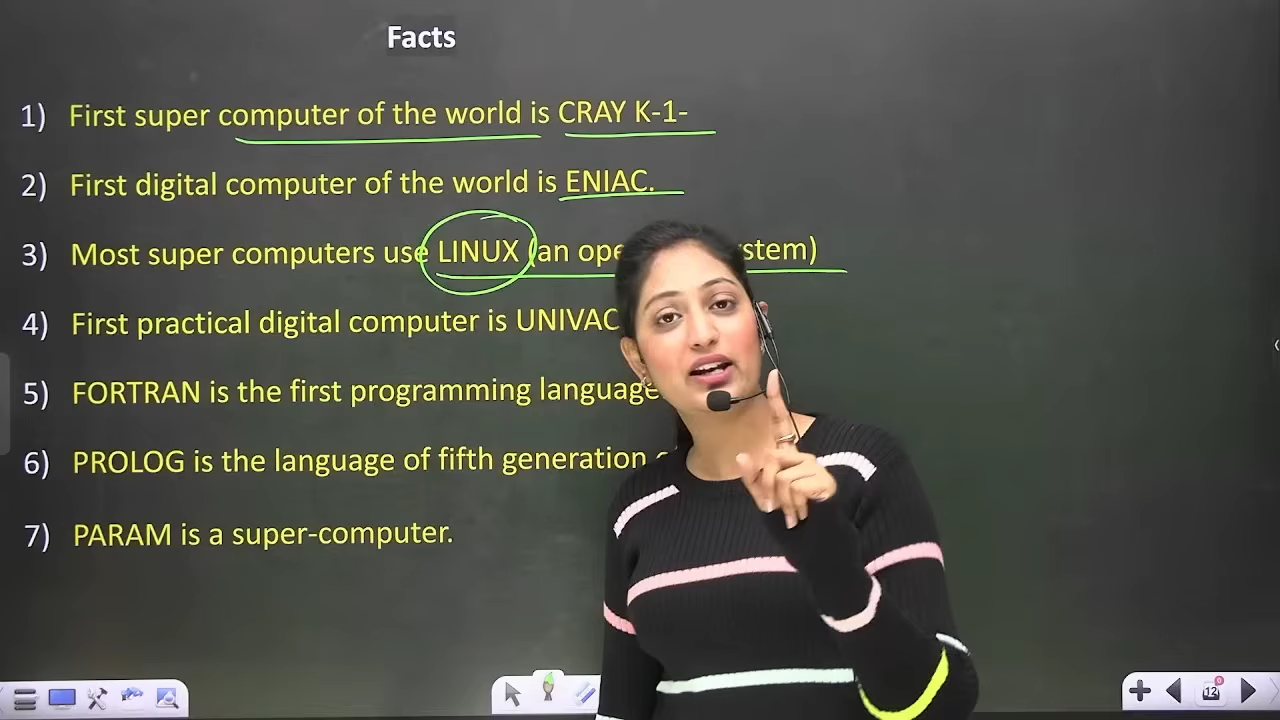 Facts
1) First super computer of the world is CRAY K-1-
2) First digital computer of the world is ENIAC.
3) Most super computers use LINUX (an ope stem)
4) First practical digital computer is UNIVAC
5) FORTRAN is the first programming language
6) PROLOG is the language of fifth generation
7) PARAM is a super-computer.
12